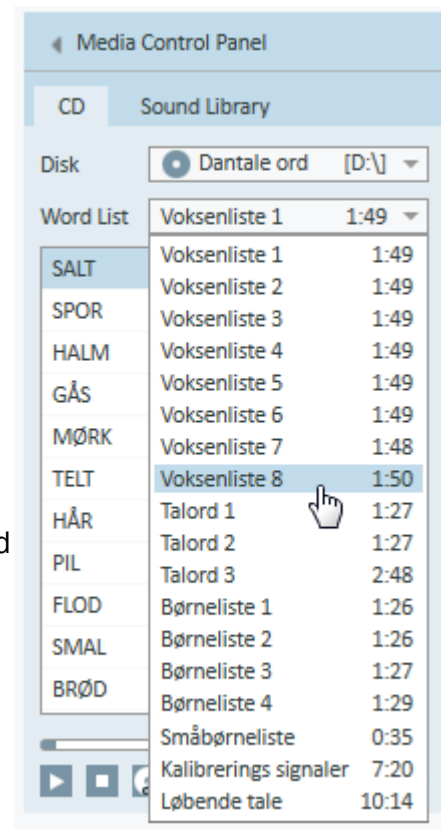 Media Control Panel
CD Sound Library
Disk Dantale ord [D:\]
Word List Voksenliste 1 1:49
SALT
SPOR
HALM
GÅS
MØRK
TELT
HÅR
PIL
FLOD
SMAL
BRØD
Voksenliste 1 1:49
Voksenliste 2 1:49
Voksenliste 3 1:49
Voksenliste 4 1:49
Voksenliste 5 1:49
Voksenliste 6 1:49
Voksenliste 7 1:48
Voksenliste 8 1:50
Talord 1 1:27
Talord 2 1:27
Talord 3 2:48
Børneliste 1 1:26
Børneliste 2 1:26
Børneliste 3 1:27
Børneliste 4 1:29
Småbørneliste 0:35
Kalibrerings signaler 7:20
Løbende tale 10:14